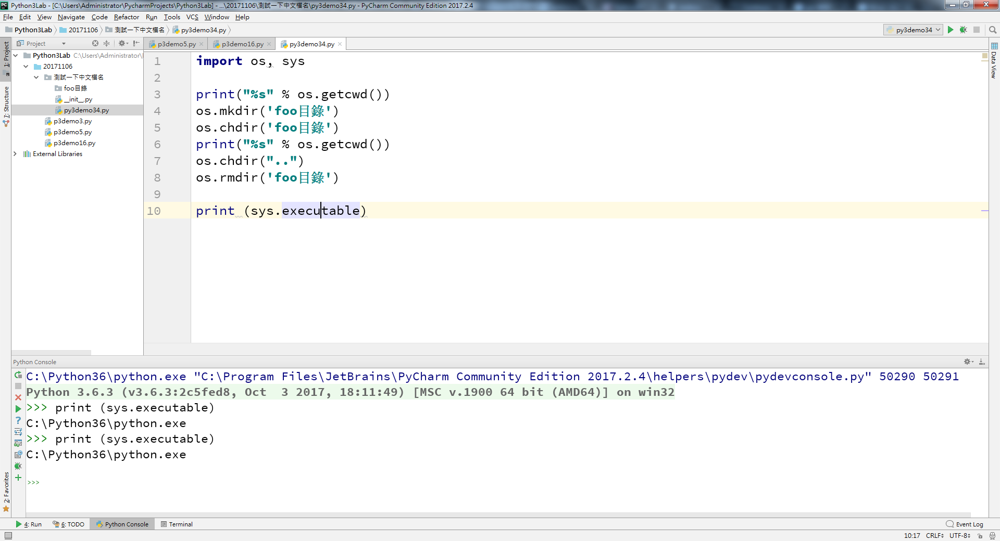 Python3Lab - [C:\Users\Administrator\PycharmProjects\Python3Lab] - ...\20171106\測試一下中文檔名\py3demo34.py - PyCharm Community Edition 2017.2.4
File Edit View Navigate Code Refactor Run Tools VCS Window Help
Python3Lab 20171106 測試一下中文檔名 py3demo34.py
py3demo34
1: Project
7: Structure
2: Favorites
Project
Python3Lab C:\Users\Administrator\
20171106
測試一下中文檔名
foo目錄
__init__.py
py3demo34.py
p3demo3.py
p3demo5.py
p3demo16.py
External Libraries
p3demo5.py p3demo16.py py3demo34.py
1 import os, sys
2
3 print("%s" % os.getcwd())
4 os.mkdir('foo目錄')
5 os.chdir('foo目錄')
6 print("%s" % os.getcwd())
7 os.chdir("..")
8 os.rmdir('foo目錄')
9
10 print (sys.executable)
Data View
Python Console
C:\Python36\python.exe "C:\Program Files\JetBrains\PyCharm Community Edition 2017.2.4\helpers\pydev\pydevconsole.py" 50290 50291
Python 3.6.3 (v3.6.3:2c5fed8, Oct  3 2017, 18:11:49) [MSC v.1900 64 bit (AMD64)] on win32
>>> print (sys.executable)
C:\Python36\python.exe
>>> print (sys.executable)
C:\Python36\python.exe
>>>
4: Run 6: TODO Python Console Terminal Event Log
10:17 CRLF UTF-8